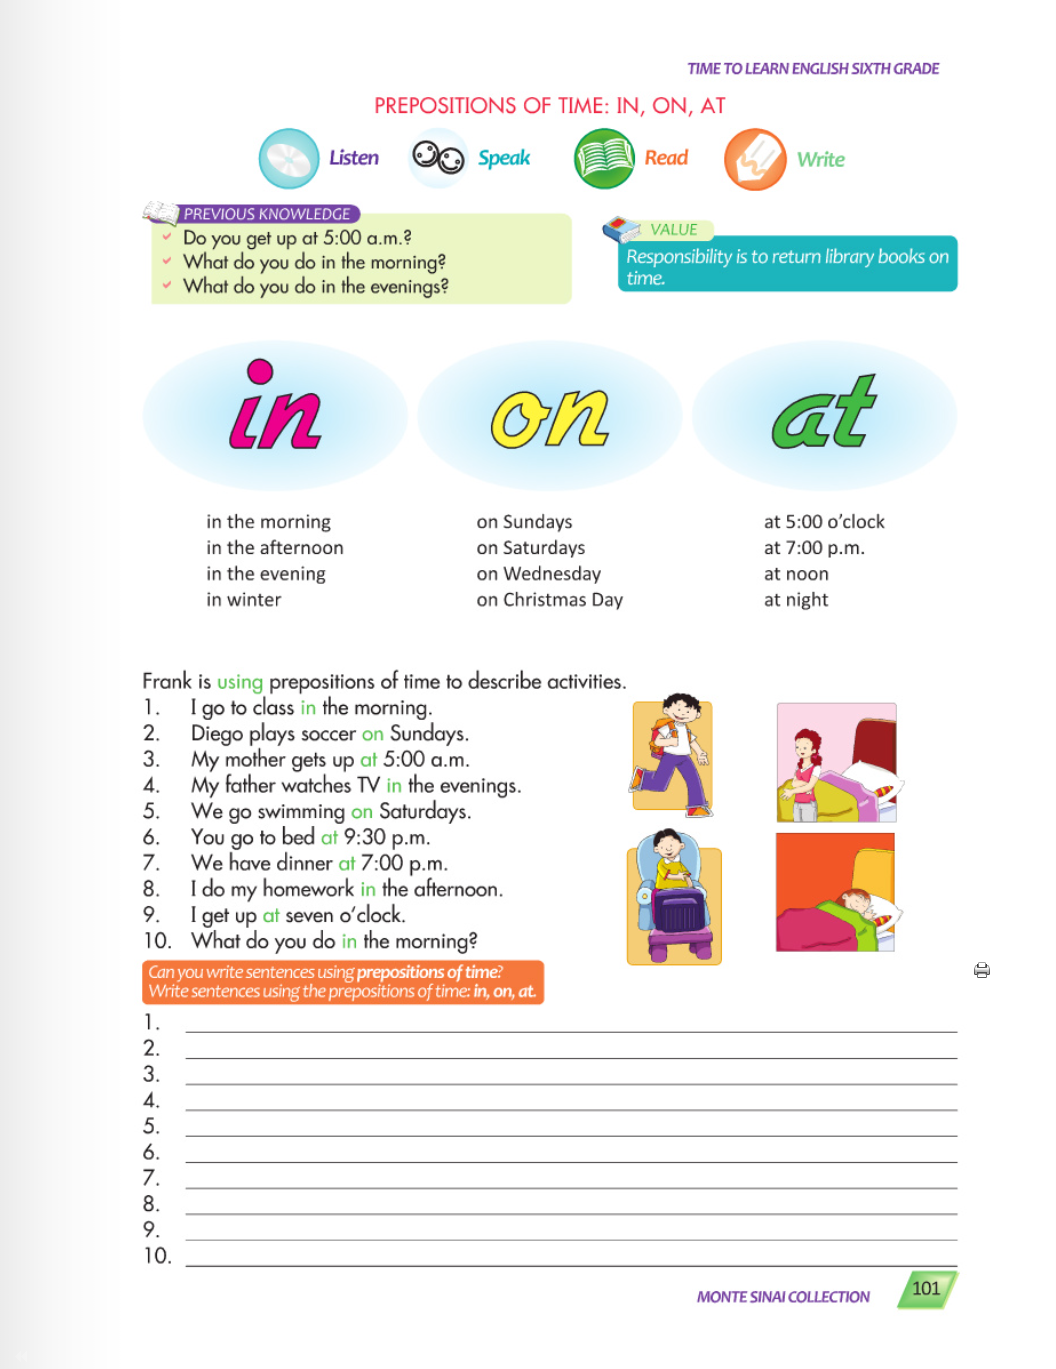 TIME TO LEARN ENGLISH SIXTH GRADE
PREPOSITIONS OF TIME: IN, ON, AT
Listen Speak Read Write
PREVIOUS KNOWLEDGE
Do you get up at 5:00 a.m.?
What do you do in the morning?
What do you do in the evenings?
VALUE
Responsibility is to return library books on
time.
in on at
in the morning on Sundays at 5:00 o'clock
in the afternoon on Saturdays at 7:00 p.m.
in the evening on Wednesday at noon
in winter on Christmas Day at night
Frank is using prepositions of time to describe activities.
1. I go to class in the morning.
2. Diego plays soccer on Sundays.
3. My mother gets up at 5:00 a.m.
4. My father watches TV in the evenings.
5. We go swimming on Saturdays.
6. You go to bed at 9:30 p.m.
7. We have dinner at 7:00 p.m.
8. I do my homework in the afternoon.
9. I get up at seven o'clock.
10. What do you do in the morning?
Can you write sentences using prepositions of time?
Write sentences using the prepositions of time: in, on, at.
1.
2.
3.
4.
5.
6.
7.
8.
9.
10.
MONTE SINAI COLLECTION 101